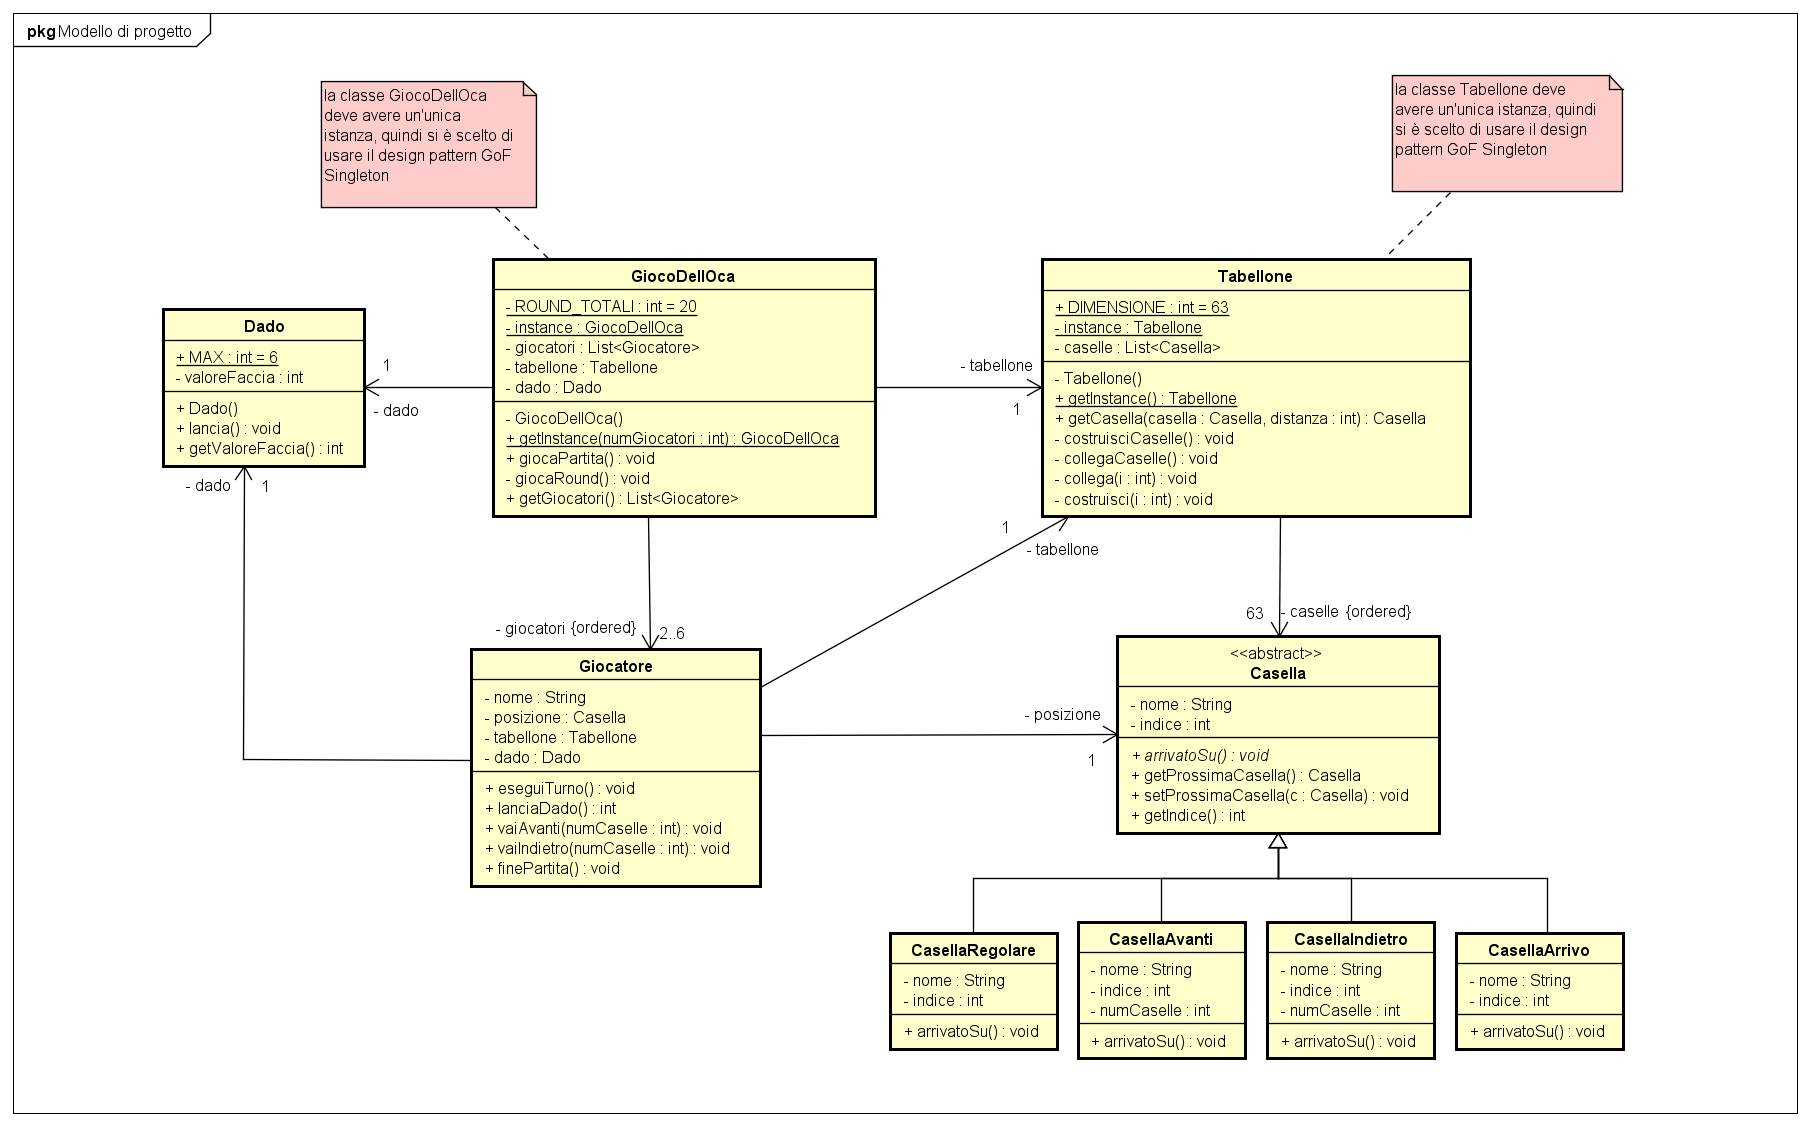 pkg Modello di progetto
la classe GiocoDellOca
deve avere un'unica
istanza, quindi si è scelto di
usare il design pattern GoF
Singleton
la classe Tabellone deve
avere un'unica istanza, quindi
si è scelto di usare il design
pattern GoF Singleton
GiocoDellOca
- ROUND_TOTALI : int = 20
- instance : GiocoDellOca
- giocatori : List<Giocatore>
- tabellone : Tabellone
- dado : Dado
- GiocoDellOca()
+ getInstance(numGiocatori : int) : GiocoDellOca
+ giocaPartita() : void
- giocaRound() : void
+ getGiocatori() : List<Giocatore>
Tabellone
+ DIMENSIONE : int = 63
- instance : Tabellone
- caselle : List<Casella>
- Tabellone()
+ getInstance() : Tabellone
+ getCasella(casella : Casella, distanza : int) : Casella
- costruisciCaselle() : void
- collegaCaselle() : void
- collega(i : int) : void
- costruisci(i : int) : void
Dado
+ MAX : int = 6
- valoreFaccia : int
+ Dado()
+ lancia() : void
+ getValoreFaccia() : int
1
- dado
- tabellone
1
- dado
1
1
- tabellone
- giocatori {ordered}
2..6
63
- caselle {ordered}
Giocatore
- nome : String
- posizione : Casella
- tabellone : Tabellone
- dado : Dado
+ eseguiTurno() : void
+ lanciaDado() : int
+ vaiAvanti(numCaselle : int) : void
+ vaiIndietro(numCaselle : int) : void
+ finePartita() : void
- posizione
1
<<abstract>>
Casella
- nome : String
- indice : int
+ arrivatoSu() : void
+ getProssimaCasella() : Casella
+ setProssimaCasella(c : Casella) : void
+ getIndice() : int
CasellaRegolare
- nome : String
- indice : int
+ arrivatoSu() : void
CasellaAvanti
- nome : String
- indice : int
- numCaselle : int
+ arrivatoSu() : void
CasellaIndietro
- nome : String
- indice : int
- numCaselle : int
+ arrivatoSu() : void
CasellaArrivo
- nome : String
- indice : int
+ arrivatoSu() : void